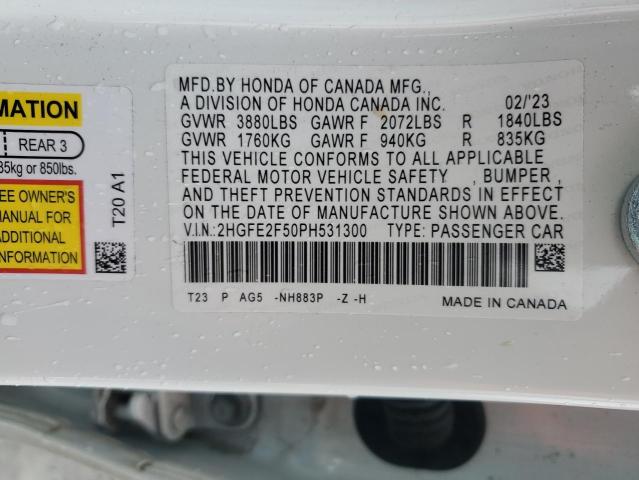 MATION
REAR 3
35kg or 850lbs.
EE OWNER'S
MANUAL FOR
ADDITIONAL
T20 A1
MFD.BY HONDA OF CANADA MFG.,
A DIVISION OF HONDA CANADA INC. 02/'23
GVWR 3880LBS GAWR F 2072LBS R 1840LBS
GVWR 1760KG GAWR F 940KG R 835KG
THIS VEHICLE CONFORMS TO ALL APPLICABLE
FEDERAL MOTOR VEHICLE SAFETY , BUMPER ,
AND THEFT PREVENTION STANDARDS IN EFFECT
ON THE DATE OF MANUFACTURE SHOWN ABOVE.
V.I.N.:2HGFE2F50PH531300 TYPE: PASSENGER CAR
T23 P AG5 -NH883P -Z -H
MADE IN CANADA